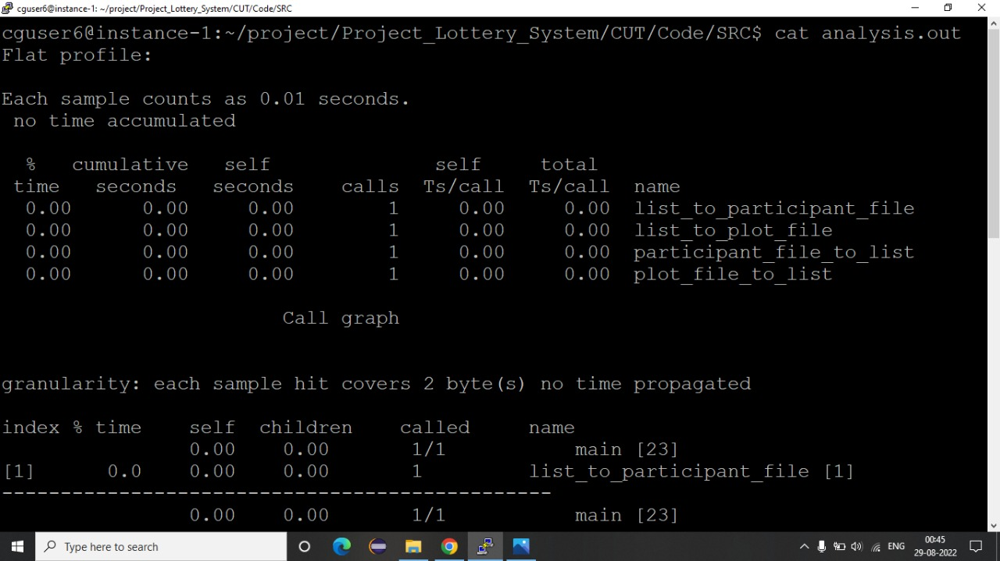 cguser6@instance-1: ~/project/Project_Lottery_System/CUT/Code/SRC
cguser6@instance-1:~/project/Project_Lottery_System/CUT/Code/SRC$ cat analysis.out
Flat profile:
Each sample counts as 0.01 seconds.
no time accumulated
% cumulative self self total
time seconds seconds calls Ts/call Ts/call name
0.00 0.00 0.00 1 0.00 0.00 list_to_participant_file
0.00 0.00 0.00 1 0.00 0.00 list_to_plot_file
0.00 0.00 0.00 1 0.00 0.00 participant_file_to_list
0.00 0.00 0.00 1 0.00 0.00 plot_file_to_list
Call graph
granularity: each sample hit covers 2 byte(s) no time propagated
index % time self children called name
0.00 0.00 1/1 main [23]
[1] 0.0 0.00 0.00 1 list_to_participant_file [1]
-----------------------------------------------
0.00 0.00 1/1 main [23]
Type here to search
ENG
00:45
29-08-2022